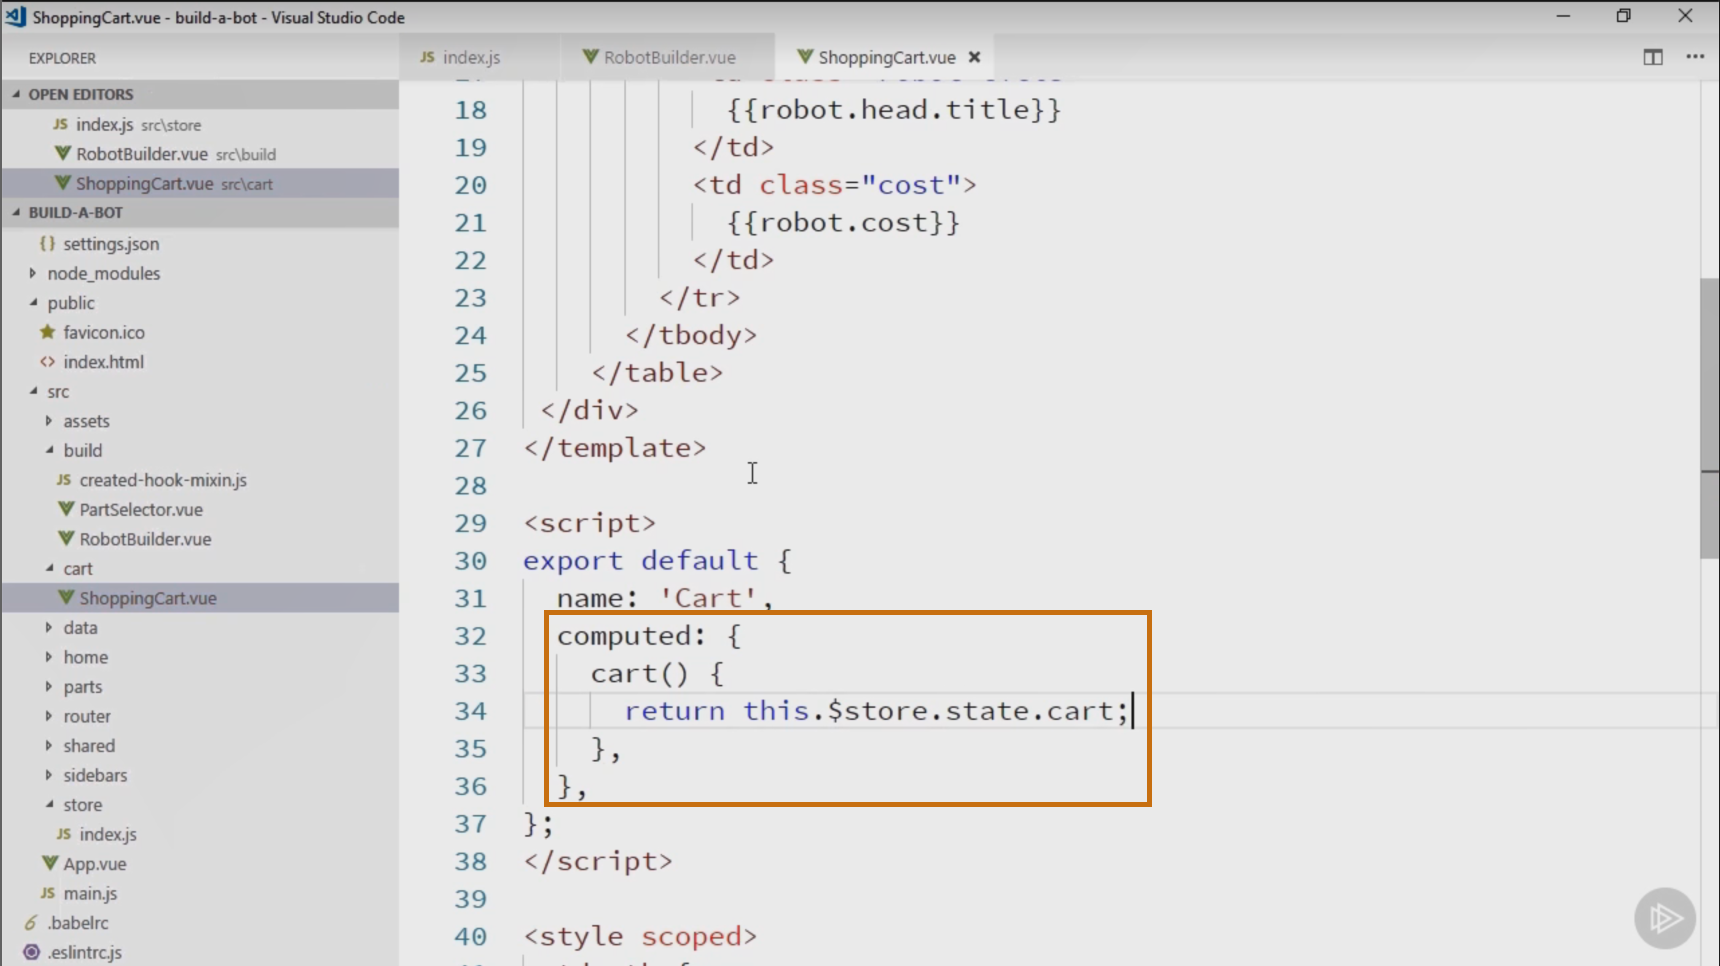 ShoppingCart.vue - build-a-bot - Visual Studio Code
EXPLORER
OPEN EDITORS
JS index.js src\store
RobotBuilder.vue src\build
ShoppingCart.vue src\cart
BUILD-A-BOT
{} settings.json
node_modules
public
favicon.ico
<> index.html
src
assets
build
JS created-hook-mixin.js
PartSelector.vue
RobotBuilder.vue
cart
ShoppingCart.vue
data
home
parts
router
shared
sidebars
store
JS index.js
App.vue
JS main.js
.babelrc
.eslintrc.js
JS index.js
RobotBuilder.vue
ShoppingCart.vue
18 {{robot.head.title}}
19 </td>
20 <td class="cost">
21 {{robot.cost}}
22 </td>
23 </tr>
24 </tbody>
25 </table>
26 </div>
27 </template>
28
29 <script>
30 export default {
31 name: 'Cart',
32 computed: {
33 cart() {
34 return this.$store.state.cart;
35 },
36 },
37 };
38 </script>
39
40 <style scoped>